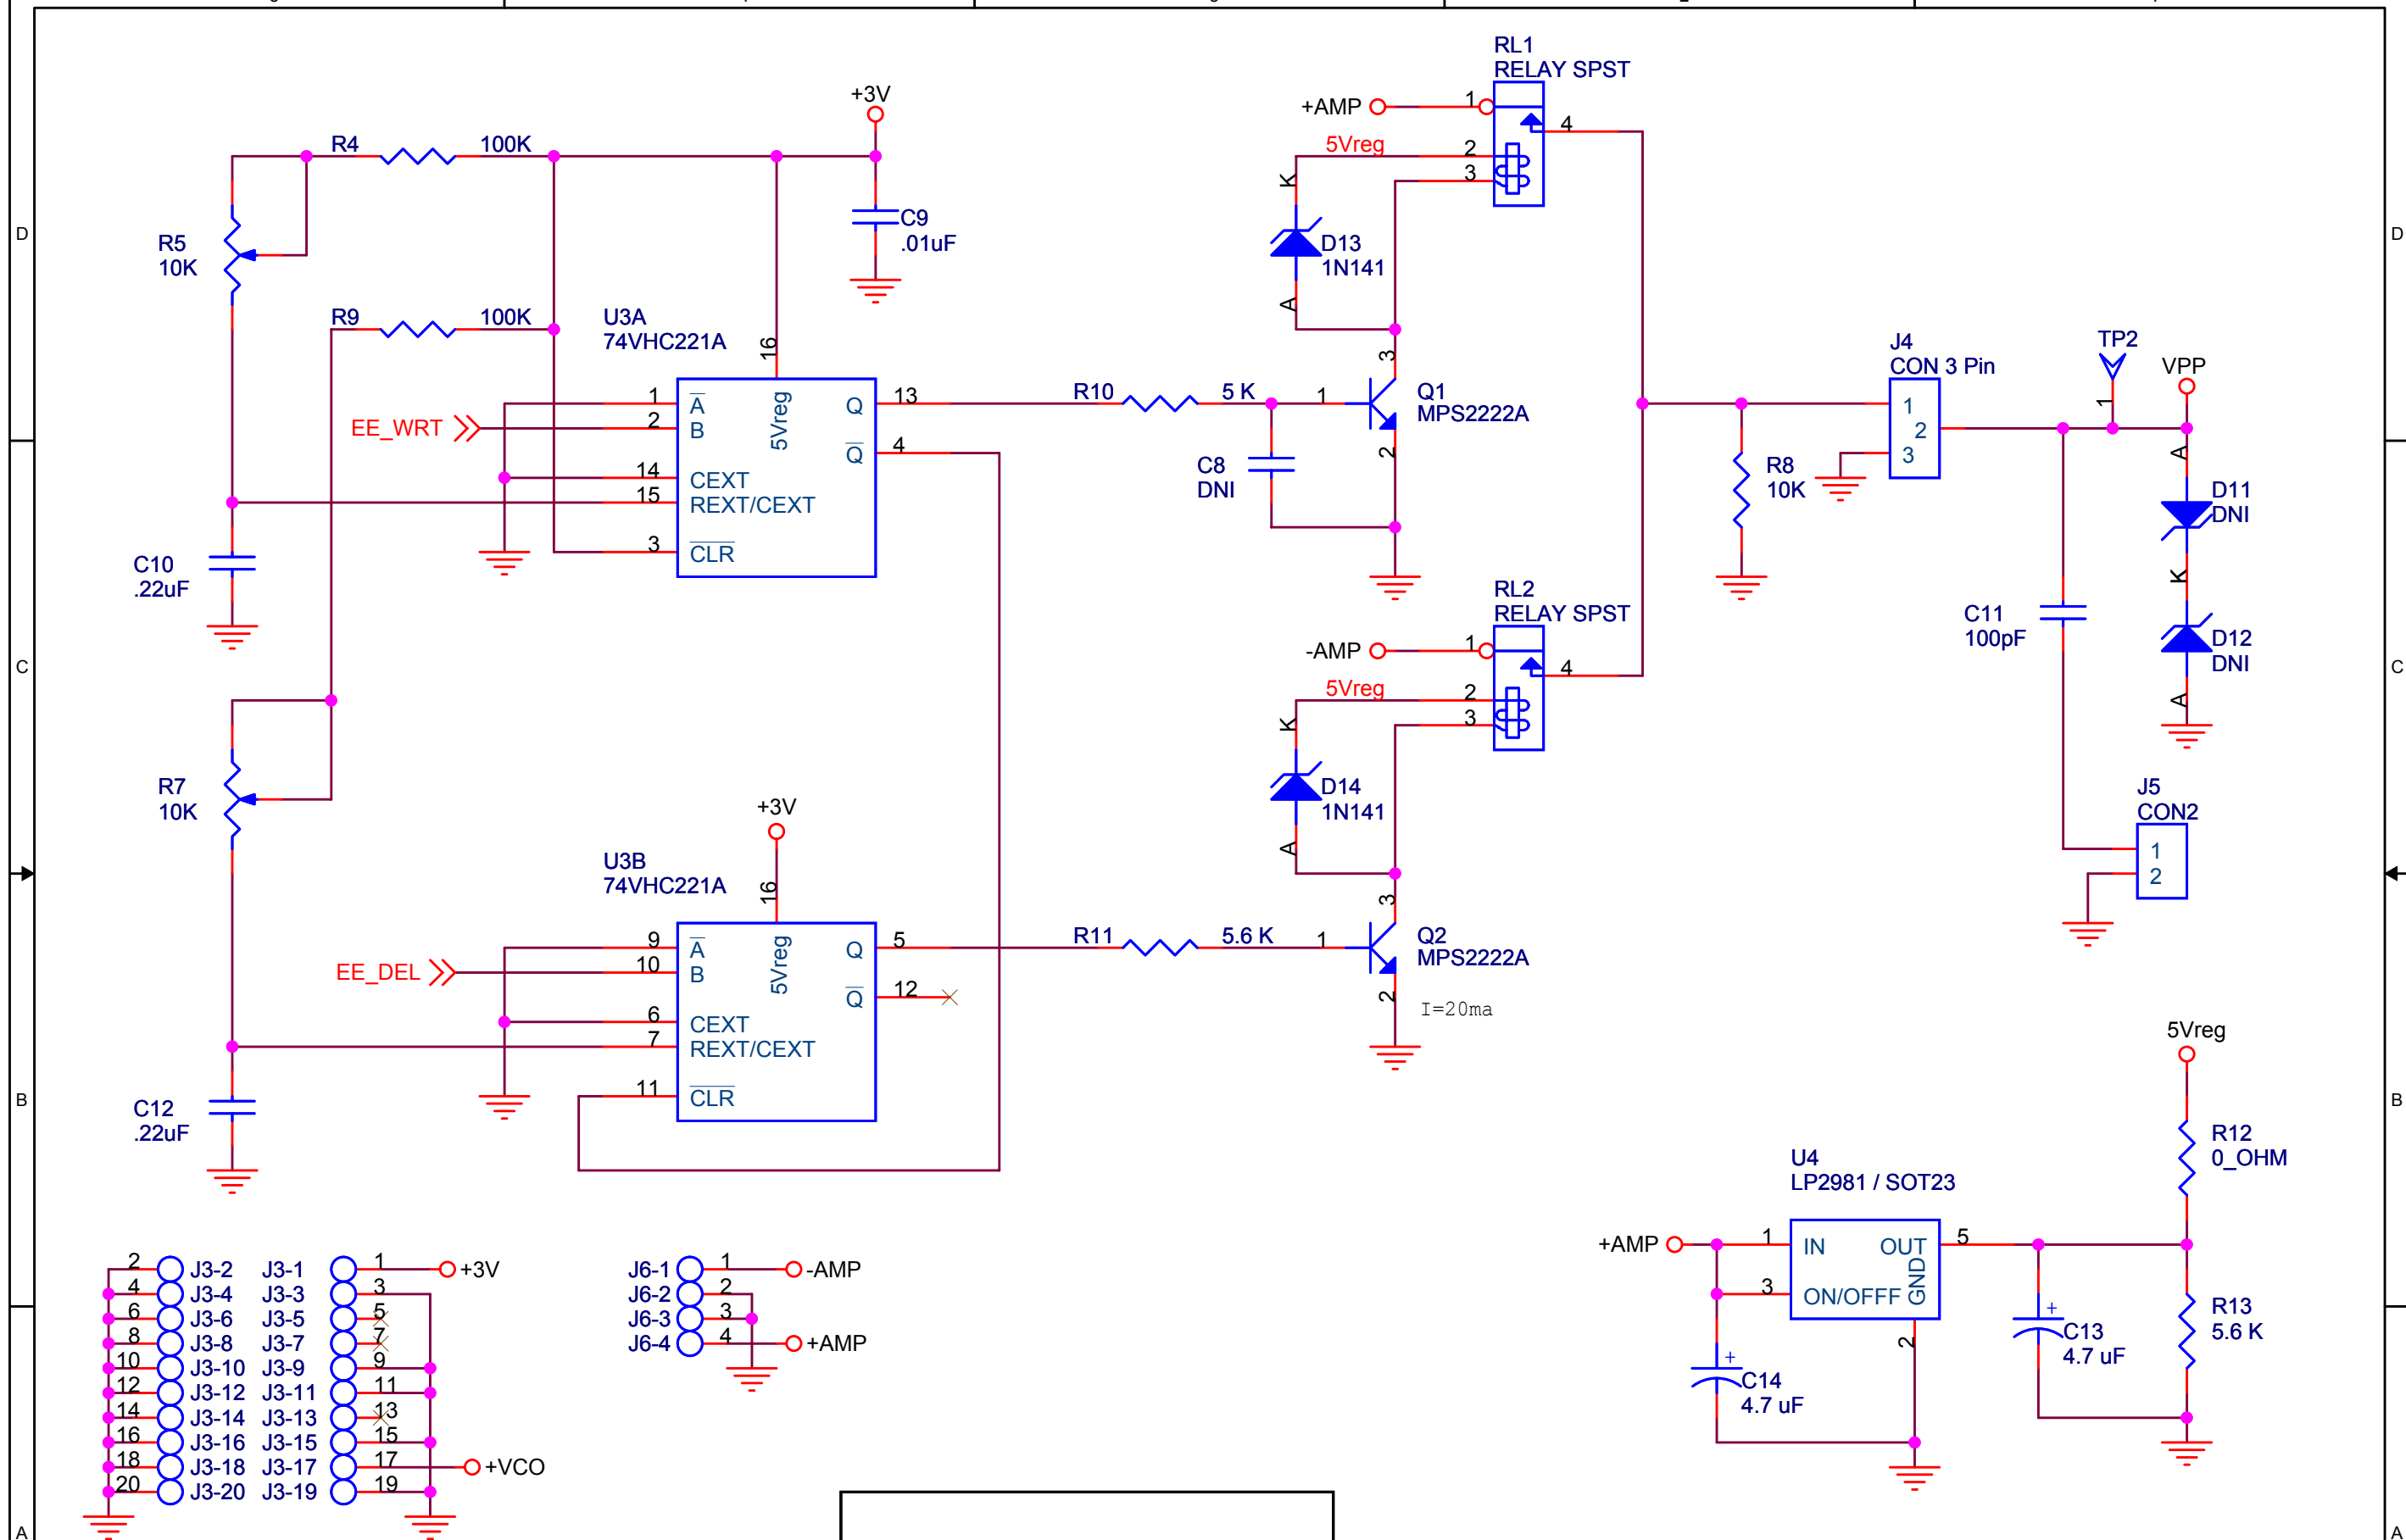 RL1
RELAY SPST
+3V
+AMP
1
4
R4
100K
5Vreg
2
3
K
C9
.01uF
D
D
R5
10K
D13
1N141
A
R9
100K
U3A
74VHC221A
16
3
TP2
J4
CON 3 Pin
VPP
1
A
5Vreg
Q
13
R10
5 K
1
Q1
MPS2222A
1
1
EE_WRT
2
B
2
Q
4
2
3
A
14
CEXT
C8
DNI
R8
10K
D11
DNI
15
REXT/CEXT
3
CLR
C10
.22uF
K
RL2
RELAY SPST
C11
100pF
D12
DNI
C
C
-AMP
1
4
5Vreg
2
3
A
K
R7
10K
D14
1N141
J5
CON2
+3V
A
1
2
U3B
74VHC221A
16
3
9
A
5Vreg
Q
5
R11
5.6 K
1
Q2
MPS2222A
EE_DEL
10
B
Q
12
2
I=20ma
6
CEXT
7
REXT/CEXT
5Vreg
11
CLR
B
B
C12
.22uF
R12
0_OHM
U4
LP2981 / SOT23
+AMP
1
IN
OUT
5
3
ON/OFFF
GND
2
R13
5.6 K
+
C13
4.7 uF
+
C14
4.7 uF
2
J3-2
J3-1
1
+3V
4
J3-4
J3-3
3
6
J3-6
J3-5
5
8
J3-8
J3-7
7
10
J3-10
J3-9
9
12
J3-12
J3-11
11
14
J3-14
J3-13
13
16
J3-16
J3-15
15
18
J3-18
J3-17
17
+VCO
20
J3-20
J3-19
19
J6-1
1
-AMP
J6-2
2
J6-3
3
J6-4
4
+AMP
A
A